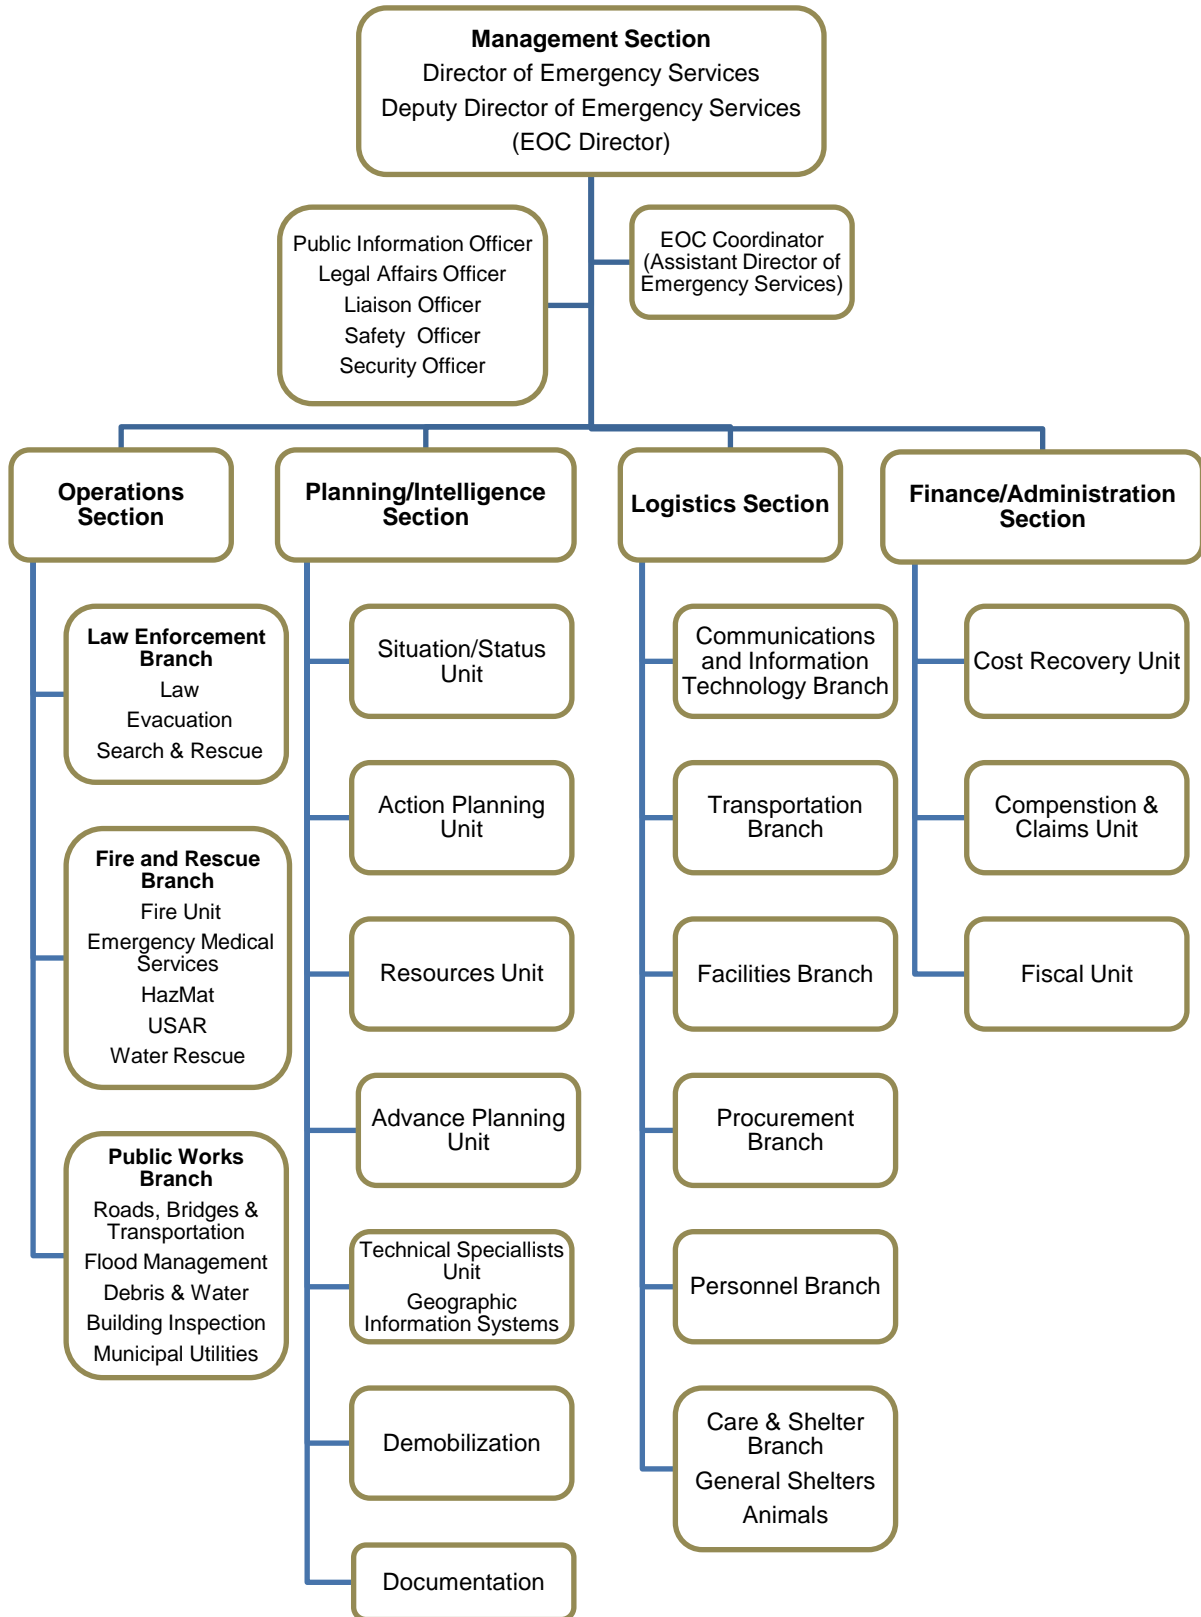 Management Section
Director of Emergency Services
Deputy Director of Emergency Services
(EOC Director)
Public Information Officer
Legal Affairs Officer
Liaison Officer
Safety  Officer
Security Officer
EOC Coordinator
(Assistant Director of
Emergency Services)
Operations
Section
Law Enforcement
Branch
Law
Evacuation
Search & Rescue
Fire and Rescue
Branch
Fire Unit
Emergency Medical
Services
HazMat
USAR
Water Rescue
Public Works
Branch
Roads, Bridges &
Transportation
Flood Management
Debris & Water
Building Inspection
Municipal Utilities
Planning/Intelligence
Section
Situation/Status
Unit
Action Planning
Unit
Resources Unit
Advance Planning
Unit
Technical Speciallists
Unit
Geographic
Information Systems
Demobilization
Documentation
Logistics Section
Communications
and Information
Technology Branch
Transportation
Branch
Facilities Branch
Procurement
Branch
Personnel Branch
Care & Shelter
Branch
General Shelters
Animals
Finance/Administration
Section
Cost Recovery Unit
Compenstion &
Claims Unit
Fiscal Unit